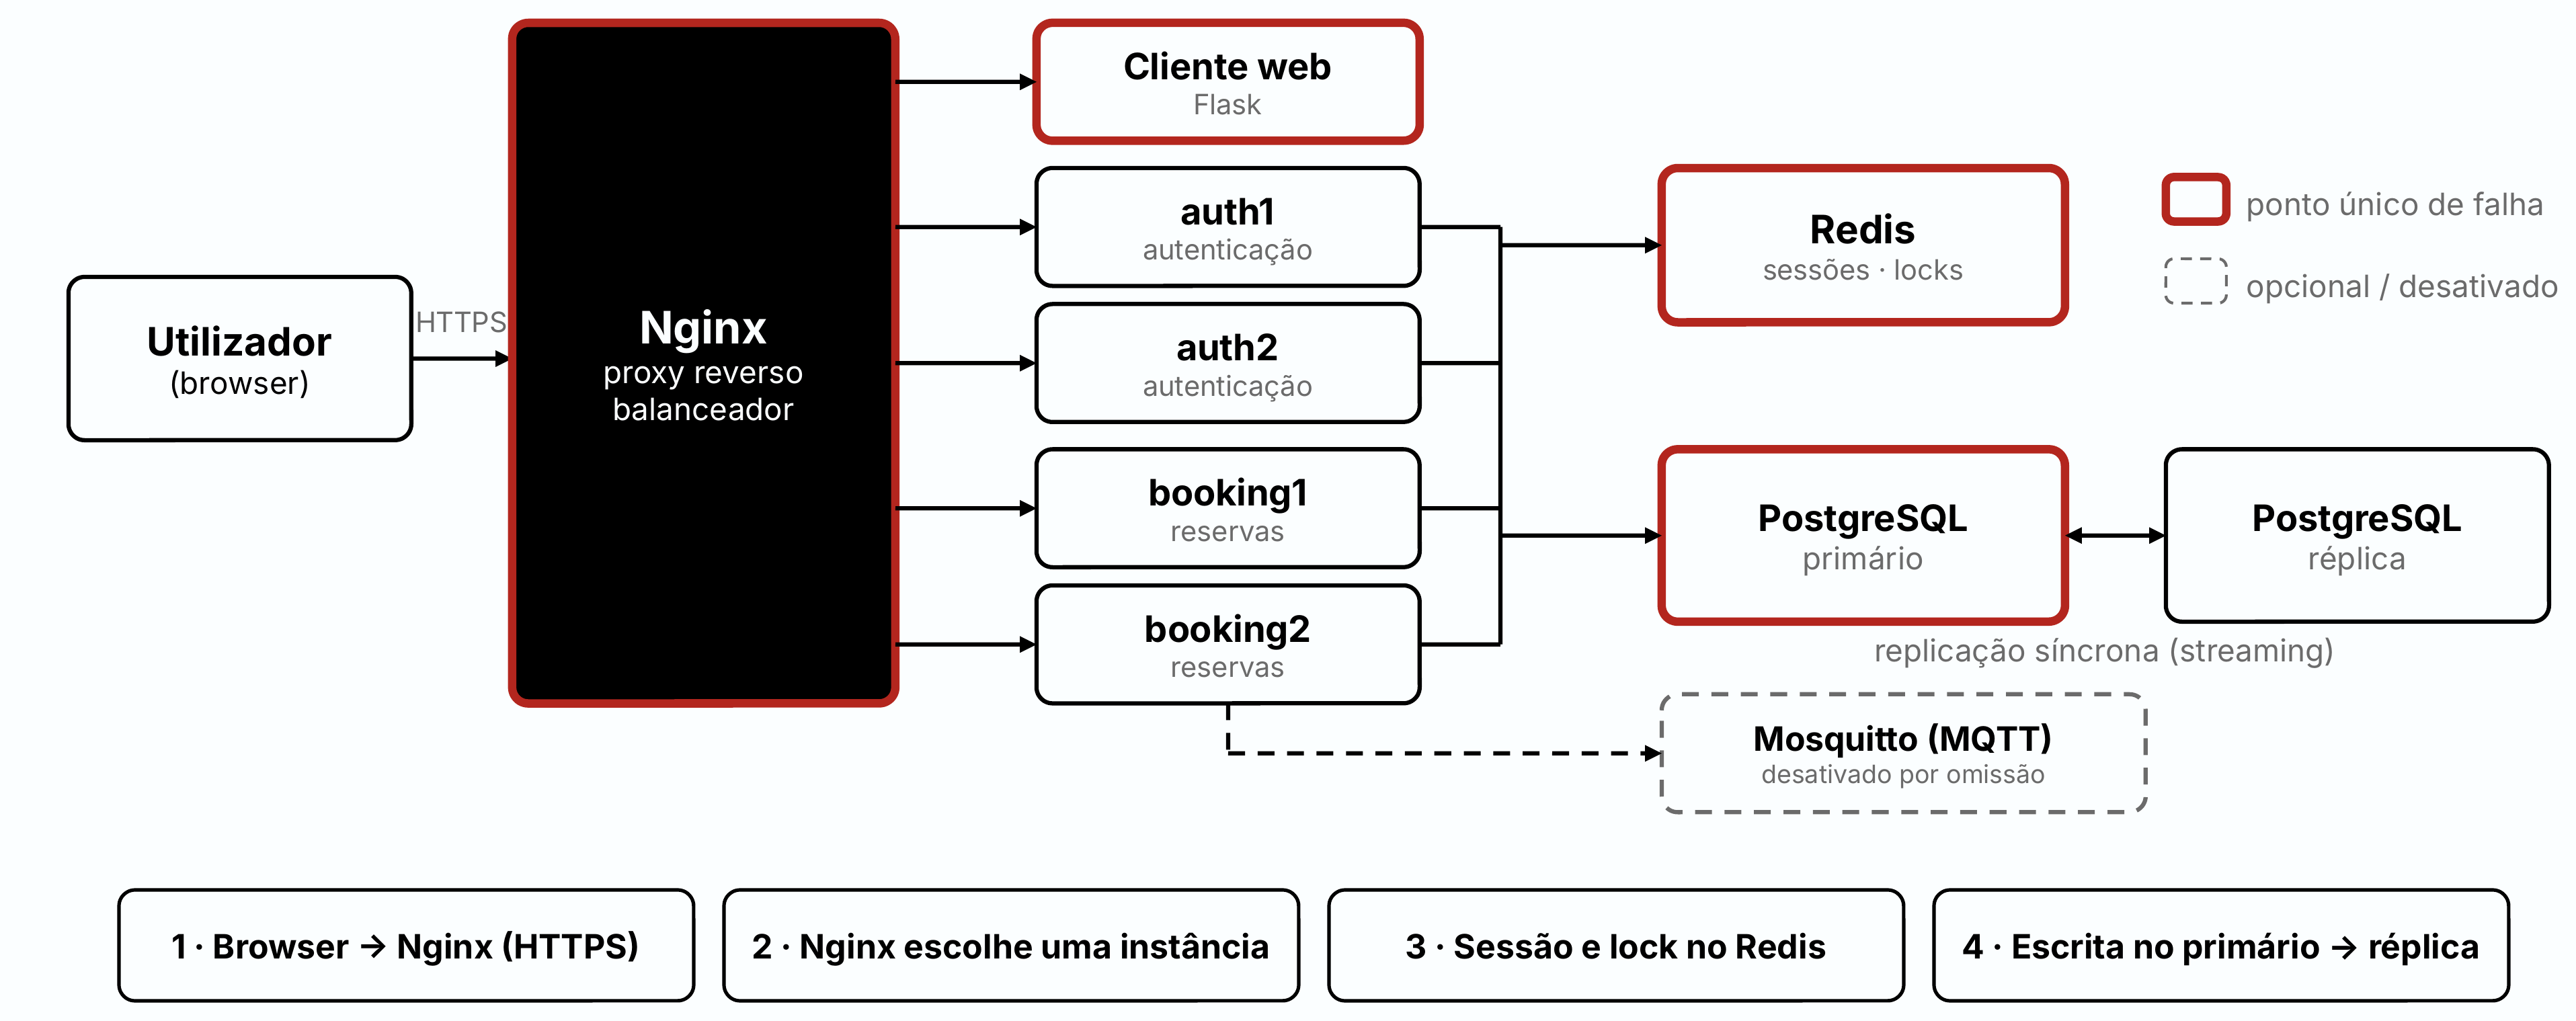 Utilizador
(browser)
HTTPS
Nginx
proxy reverso
balanceador
Cliente web
Flask
auth1
autenticação
auth2
autenticação
booking1
reservas
booking2
reservas
Redis
sessões · locks
ponto único de falha
opcional / desativado
PostgreSQL
primário
PostgreSQL
réplica
replicação síncrona (streaming)
Mosquitto (MQTT)
desativado por omissão
1 · Browser → Nginx (HTTPS)
2 · Nginx escolhe uma instância
3 · Sessão e lock no Redis
4 · Escrita no primário → réplica